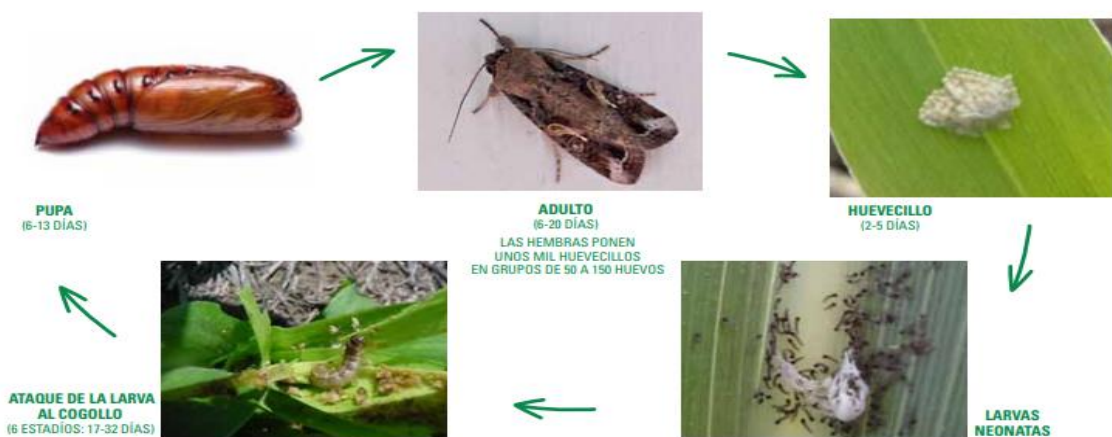 PUPA
(6-13 DÍAS)
ADULTO
(6-20 DÍAS)
LAS HEMBRAS PONEN
UNOS MIL HUEVECILLOS
EN GRUPOS DE 50 A 150 HUEVOS
HUEVECILLO
(2-5 DÍAS)
LARVAS
NEONATAS
ATAQUE DE LA LARVA
AL COGOLLO
(6 ESTADÍOS: 17-32 DÍAS)